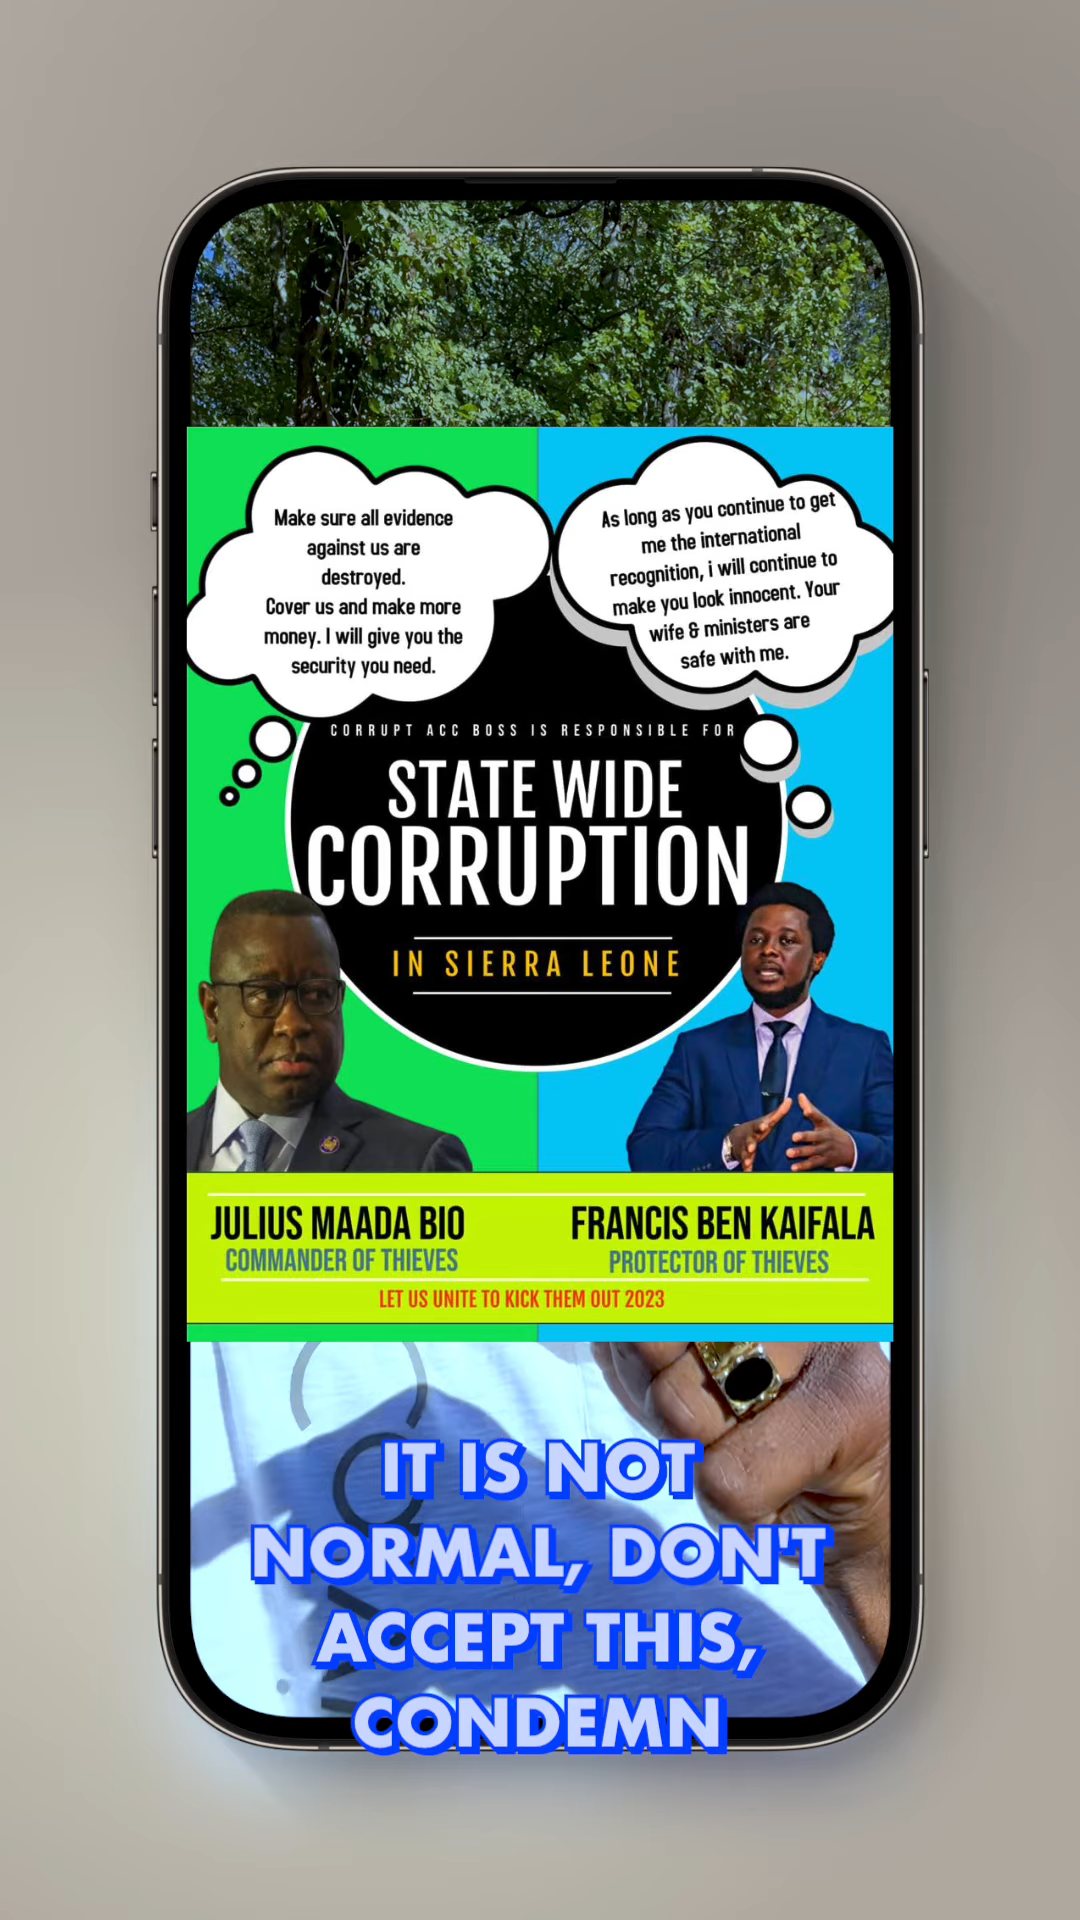 Make sure all evidence
against us are
destroyed.
Cover us and make more
money. I will give you the
security you need.
As long as you continue to get
me the international
recognition, i will continue to
make you look innocent. Your
wife & ministers are
safe with me.
CORRUPT ACC BOSS IS RESPONSIBLE FOR
STATE WIDE
CORRUPTION
IN SIERRA LEONE
JULIUS MAADA BIO
COMMANDER OF THIEVES
FRANCIS BEN KAIFALA
PROTECTOR OF THIEVES
LET US UNITE TO KICK THEM OUT 2023
IT IS NOT
NORMAL, DON'T
ACCEPT THIS,
CONDEMN